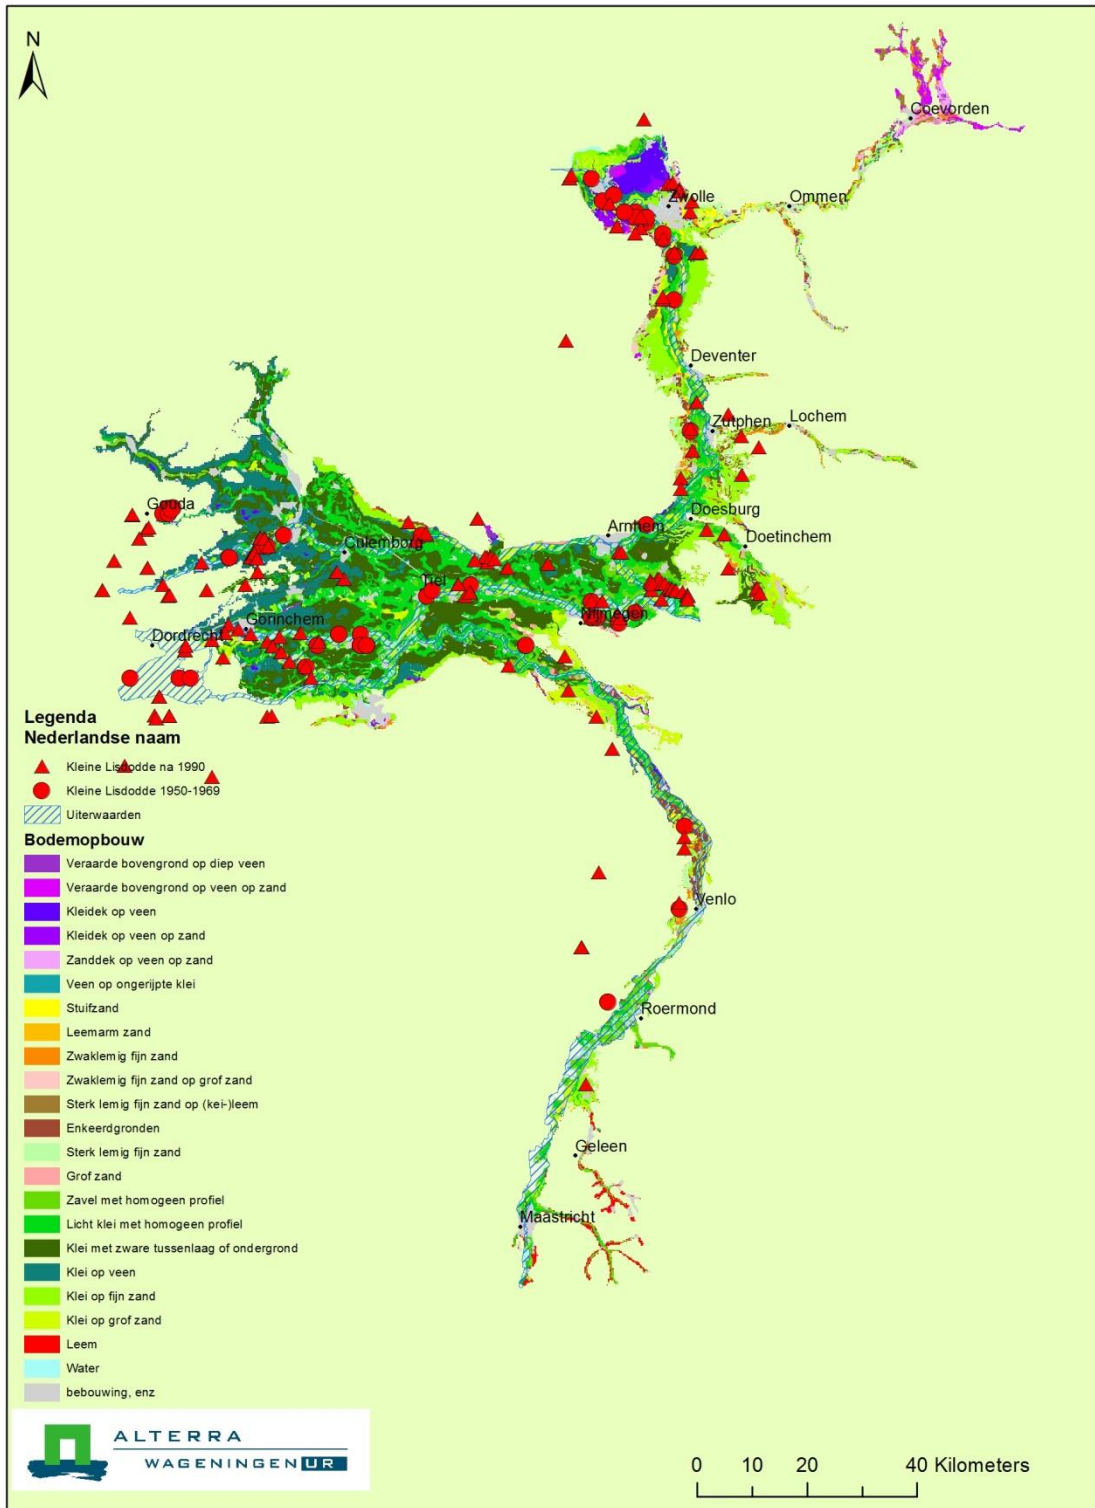 N
Coevorden
Zwolle
Ommen
Deventer
Zutphen
Lochem
Gouda
Doesburg
Arnhem
Culemborg
Doetinchem
Tiel
Nijmegen
Gorinchem
Dordrecht
Venlo
Roermond
Geleen
Maastricht
Legenda
Nederlandse naam
Kleine Lisdodde na 1990
Kleine Lisdodde 1950-1969
Uiterwaarden
Bodemopbouw
Veraarde bovengrond op diep veen
Veraarde bovengrond op veen op zand
Kleidek op veen
Kleidek op veen op zand
Zanddek op veen op zand
Veen op ongerijpte klei
Stuifzand
Leemarm zand
Zwaklemig fijn zand
Zwaklemig fijn zand op grof zand
Sterk lemig fijn zand op (kei-)leem
Enkeerdgronden
Sterk lemig fijn zand
Grof zand
Zavel met homogeen profiel
Licht klei met homogeen profiel
Klei met zware tussenlaag of ondergrond
Klei op veen
Klei op fijn zand
Klei op grof zand
Leem
Water
bebouwing, enz
ALTERRA
WAGENINGEN UR
0 10 20 40 Kilometers